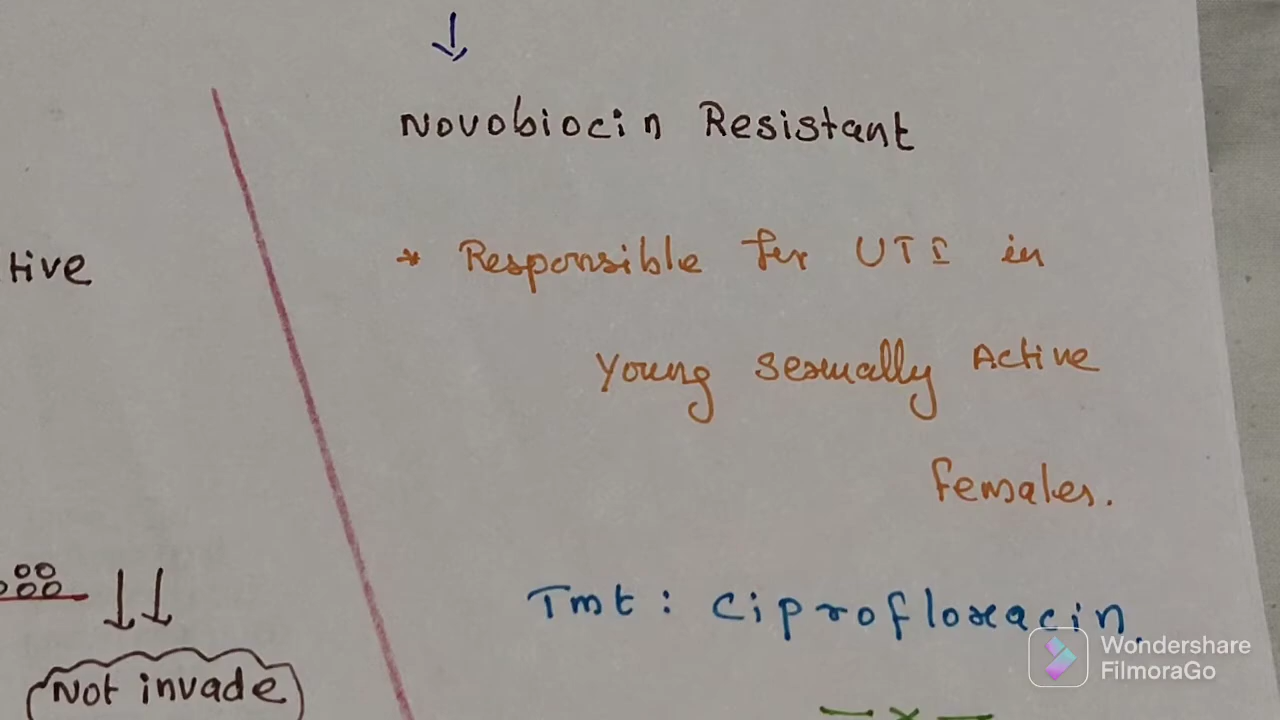 Novobiocin Resistant
* Responsible for UTI in
Young sexually Active
females.
Tmt : Ciprofloxacin.
tive
Not invade
Wondershare
FilmoraGo